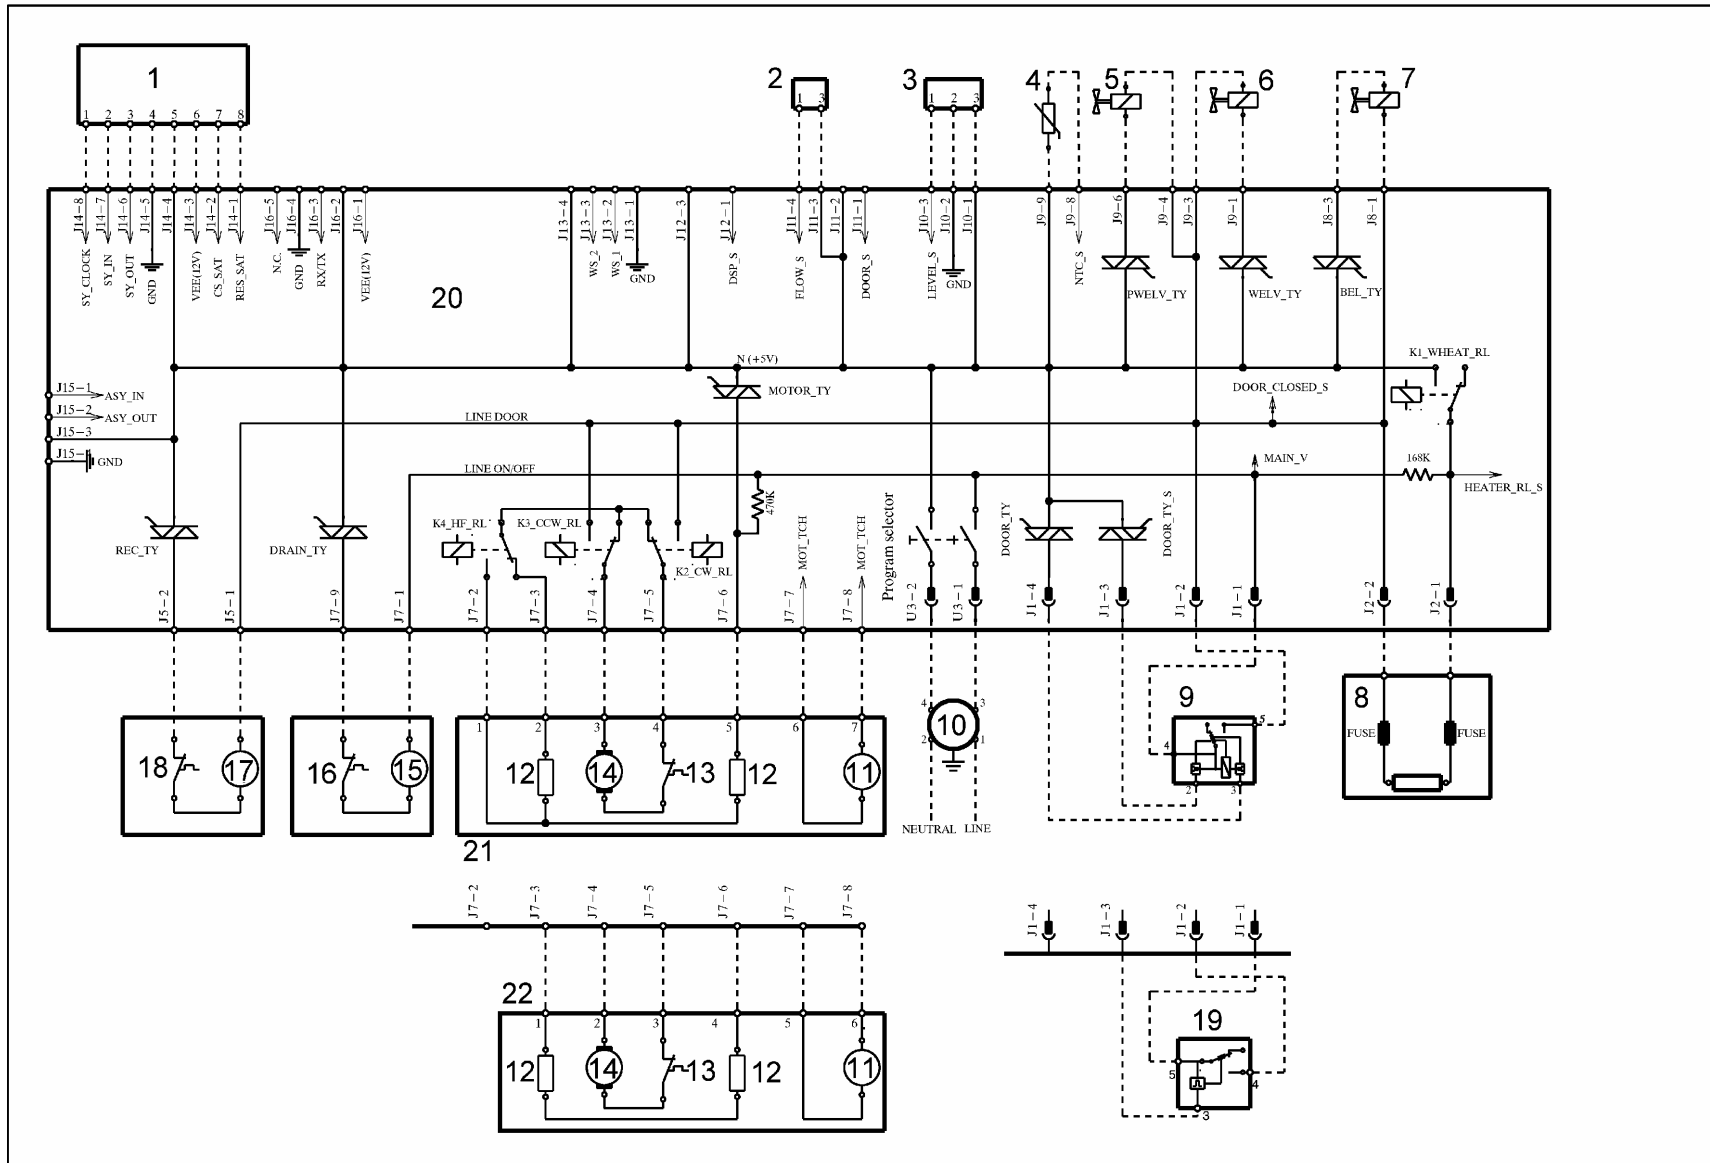 1
2
3
4
5
6
7
1 2 3 4 5 6 7 8
1 3
1 2 3
J14-8 J14-7 J14-6 J14-5 J14-4 J14-3 J14-2 J14-1 J16-5 J16-4 J16-3 J16-2 J16-1 J13-4 J13-3 J13-2 J13-1 J12-3 J12-1 J11-4 J11-3 J11-2 J11-1 J10-3 J10-2 J10-1 J9-9 J9-8 J9-6 J9-4 J9-3 J9-1 J8-3 J8-1
SY_CLOCK SY_IN SY_OUT GND VEE(12V) CS_SAT RES_SAT N.C. GND RX/TX VEE(12V) WS_2 WS_1 GND DSP_S FLOW_S DOOR_S LEVEL_S GND NTC_S PWELV_TY WELV_TY BEL_TY
20
N (+5V)
K1_WHEAT_RL
J15-1 ASY_IN
MOTOR_TY
DOOR_CLOSED_S
J15-2 ASY_OUT
LINE DOOR
J15-3
J15- GND
LINE ON/OFF
MAIN_V
168K
HEATER_RL_S
470K
REC_TY
DRAIN_TY
K4_HF_RL
K3_CCW_RL
K2_CW_RL
MOT_TCH
MOT_TCH
Program selector
DOOR_TY
DOOR_TY_S
J5-2 J5-1 J7-9 J7-1 J7-2 J7-3 J7-4 J7-5 J7-6 J7-7 J7-8 U3-2 U3-1 J1-4 J1-3 J1-2 J1-1 J2-2 J2-1
18 17
16 15
1 2 3 4 5 6 7
12 14 13 12 11
4 3
10
2 1
NEUTRAL LINE
9
5
4
2 3
8
FUSE FUSE
21
J7-2 J7-3 J7-4 J7-5 J7-6 J7-7 J7-8
J1-4 J1-3 J1-2 J1-1
22
1 2 3 4 5 6
12 14 13 12 11
19
5 4
3